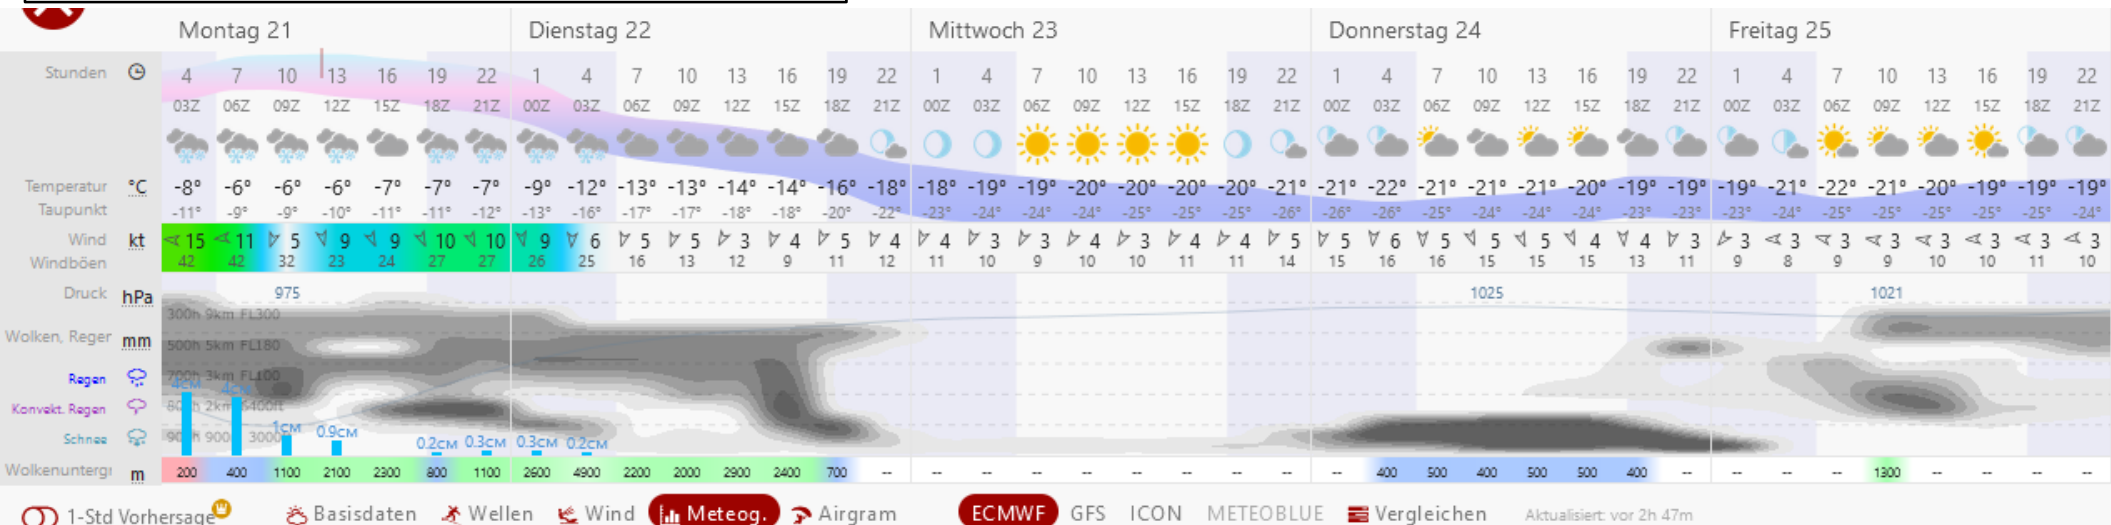 Montag 21 Dienstag 22 Mittwoch 23 Donnerstag 24 Freitag 25
Stunden 4 7 10 13 16 19 22 1 4 7 10 13 16 19 22 1 4 7 10 13 16 19 22 1 4 7 10 13 16 19 22 1 4 7 10 13 16 19 22
03Z 06Z 09Z 12Z 15Z 18Z 21Z 00Z 03Z 06Z 09Z 12Z 15Z 18Z 21Z 00Z 03Z 06Z 09Z 12Z 15Z 18Z 21Z 00Z 03Z 06Z 09Z 12Z 15Z 18Z 21Z 00Z 03Z 06Z 09Z 12Z 15Z 18Z 21Z
Temperatur °C -8° -6° -6° -6° -7° -7° -7° -9° -12° -13° -13° -14° -14° -16° -18° -18° -19° -19° -20° -20° -20° -20° -21° -21° -22° -21° -21° -21° -20° -19° -19° -19° -21° -22° -21° -20° -19° -19° -19°
Taupunkt -11° -9° -9° -10° -11° -11° -12° -13° -16° -17° -17° -18° -18° -20° -22° -23° -24° -24° -24° -25° -25° -25° -26° -26° -26° -25° -24° -24° -24° -23° -23° -23° -24° -25° -24° -25° -25° -25° -24°
Wind kt 15 11 5 9 9 10 10 9 6 5 5 3 4 5 4 4 3 3 4 3 4 4 5 5 6 5 5 5 4 4 3 3 3 3 3 3 3 3 3
Windböen 42 42 32 23 24 27 27 26 25 16 13 12 9 11 12 11 10 9 10 10 11 11 14 15 16 16 15 15 15 13 11 9 8 9 9 10 10 11 10
Druck hPa 975 1025 1021
300h 9km FL300
Wolken, Regen mm 500h 5km FL180
Regen 700h 3km FL100
4CM 4CM
Konvekt. Regen 2km 6400ft
Schnee 900h 900 3000 1CM 0.9CM 0.2CM 0.3CM 0.3CM 0.2CM
Wolkenuntergr m 200 400 1100 2100 2300 800 1100 2600 4900 2200 2000 2900 2400 700 -- -- -- -- -- -- -- -- -- -- 400 500 400 500 500 400 -- -- -- -- 1300 -- -- -- --
1-Std Vorhersage Basisdaten Wellen Wind Meteog. Airgram ECMWF GFS ICON METEOBLUE Vergleichen Aktualisiert: vor 2h 47m